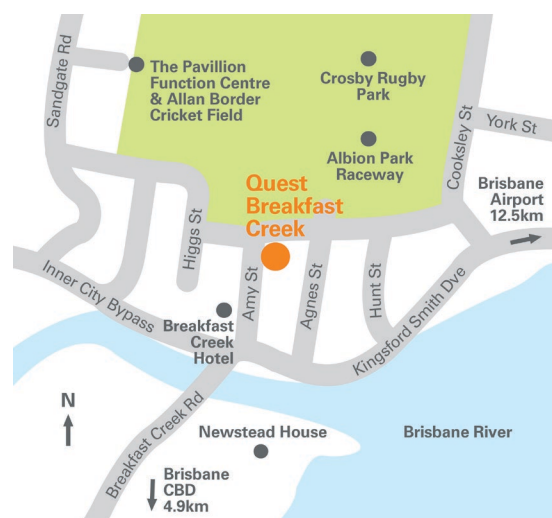 Sandgate Rd
The Pavillion
Function Centre
& Allan Border
Cricket Field
Crosby Rugby
Park
Albion Park
Raceway
Cooksley St
York St
Brisbane
Airport
12.5km
Quest
Breakfast
Creek
Higgs St
Amy St
Agnes St
Hunt St
Kingsford Smith Dve
Inner City Bypass
Breakfast
Creek
Hotel
N
Breakfast Creek Rd
Newstead House
Brisbane River
Brisbane
CBD
4.9km